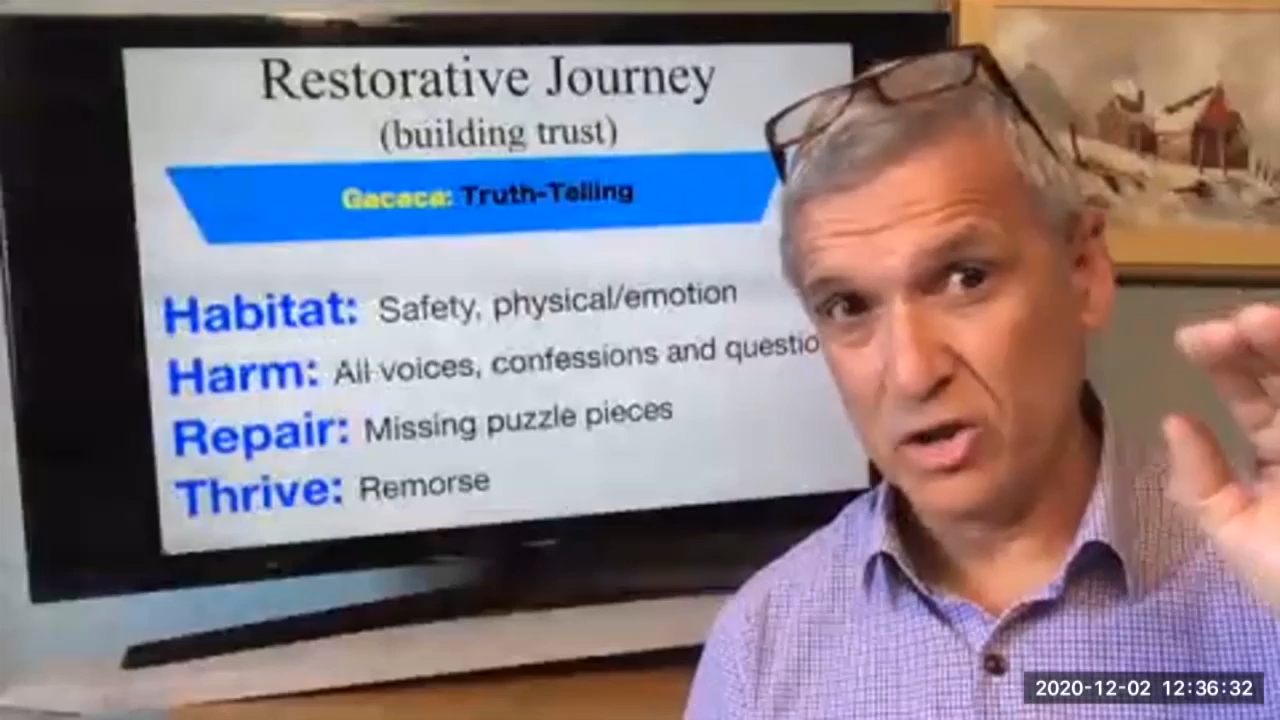 Restorative Journey
(building trust)
Gacaca: Truth-Telling
Habitat: Safety, physical/emotion
Harm: All voices, confessions and questio
Repair: Missing puzzle pieces
Thrive: Remorse
2020-12-02 12:36:32